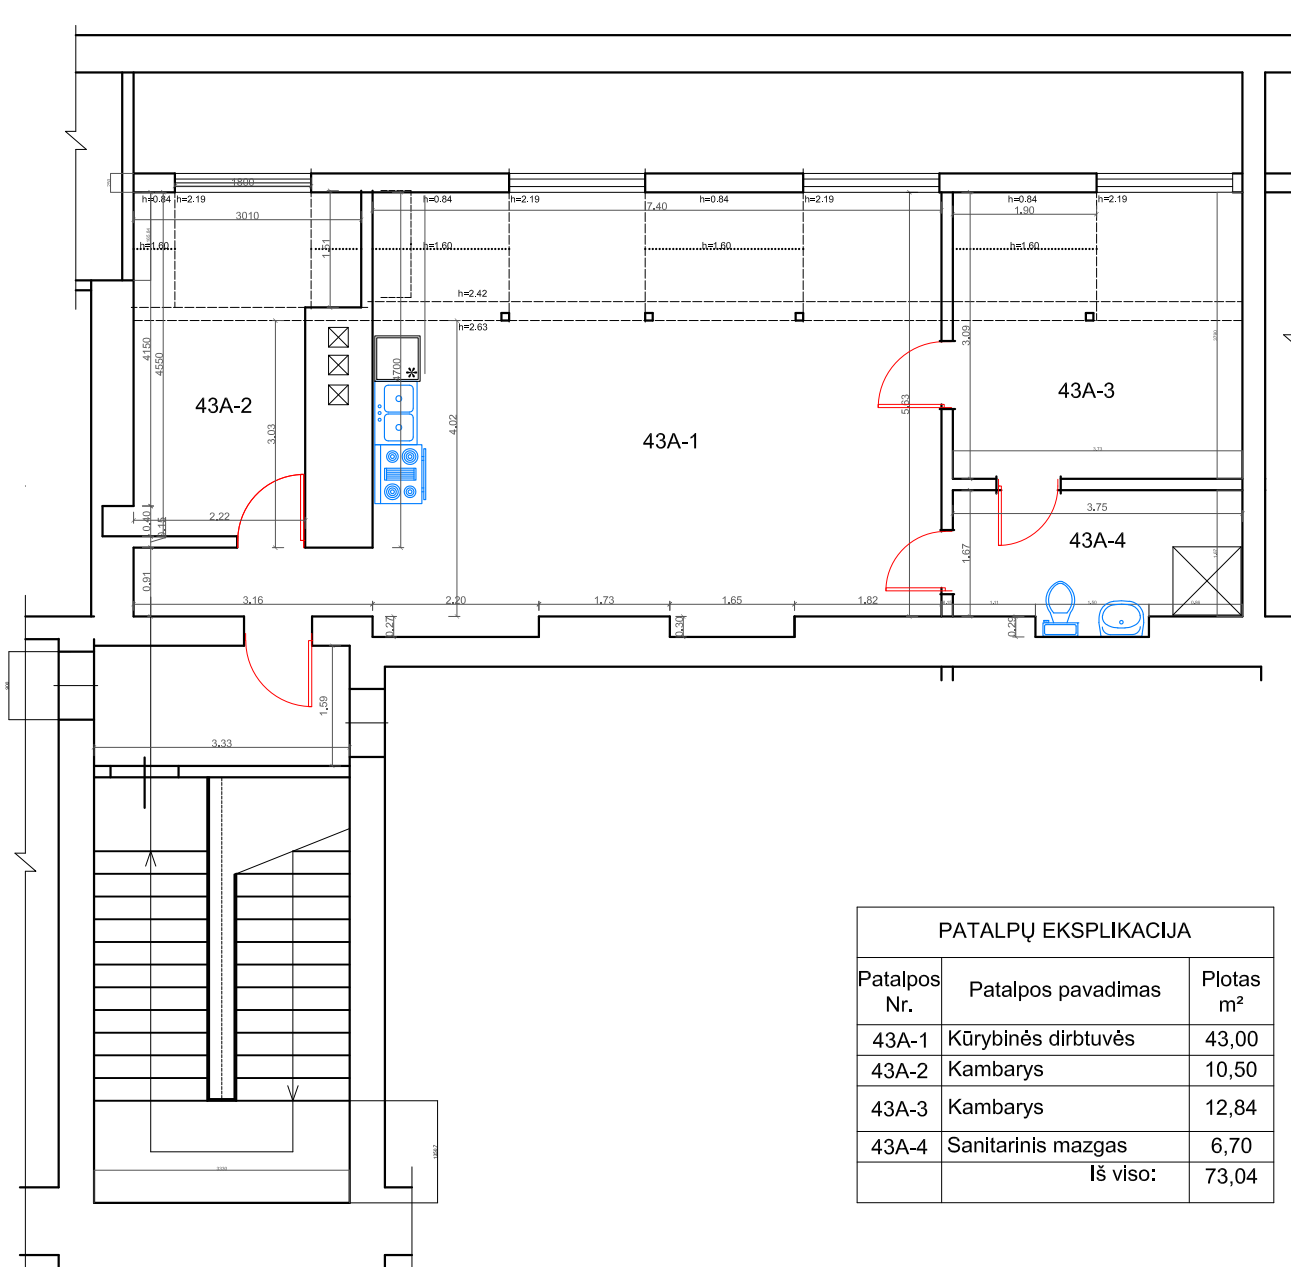 1800
h=0.84 h=2.19
h=0.84
h=2.19
h=0.84
h=2.19
h=0.84
h=2.19
3010
7.40
1.90
h=1.60
1.51
h=1.60
h=1.60
h=1.60
h=2.42
h=2.63
4150
4550
4700
3.09
5.63
4.02
3.03
43A-2
43A-1
43A-3
3.73
2.22
0.40
0.15
3.75
43A-4
1.67
0.91
3.16
2.20
1.73
1.65
1.82
0.27
0.30
0.29
1.59
3.33
PATALPŲ EKSPLIKACIJA
Patalpos Nr.
Patalpos pavadimas
Plotas m²
43A-1 Kūrybinės dirbtuvės 43,00
43A-2 Kambarys 10,50
43A-3 Kambarys 12,84
43A-4 Sanitarinis mazgas 6,70
Iš viso: 73,04